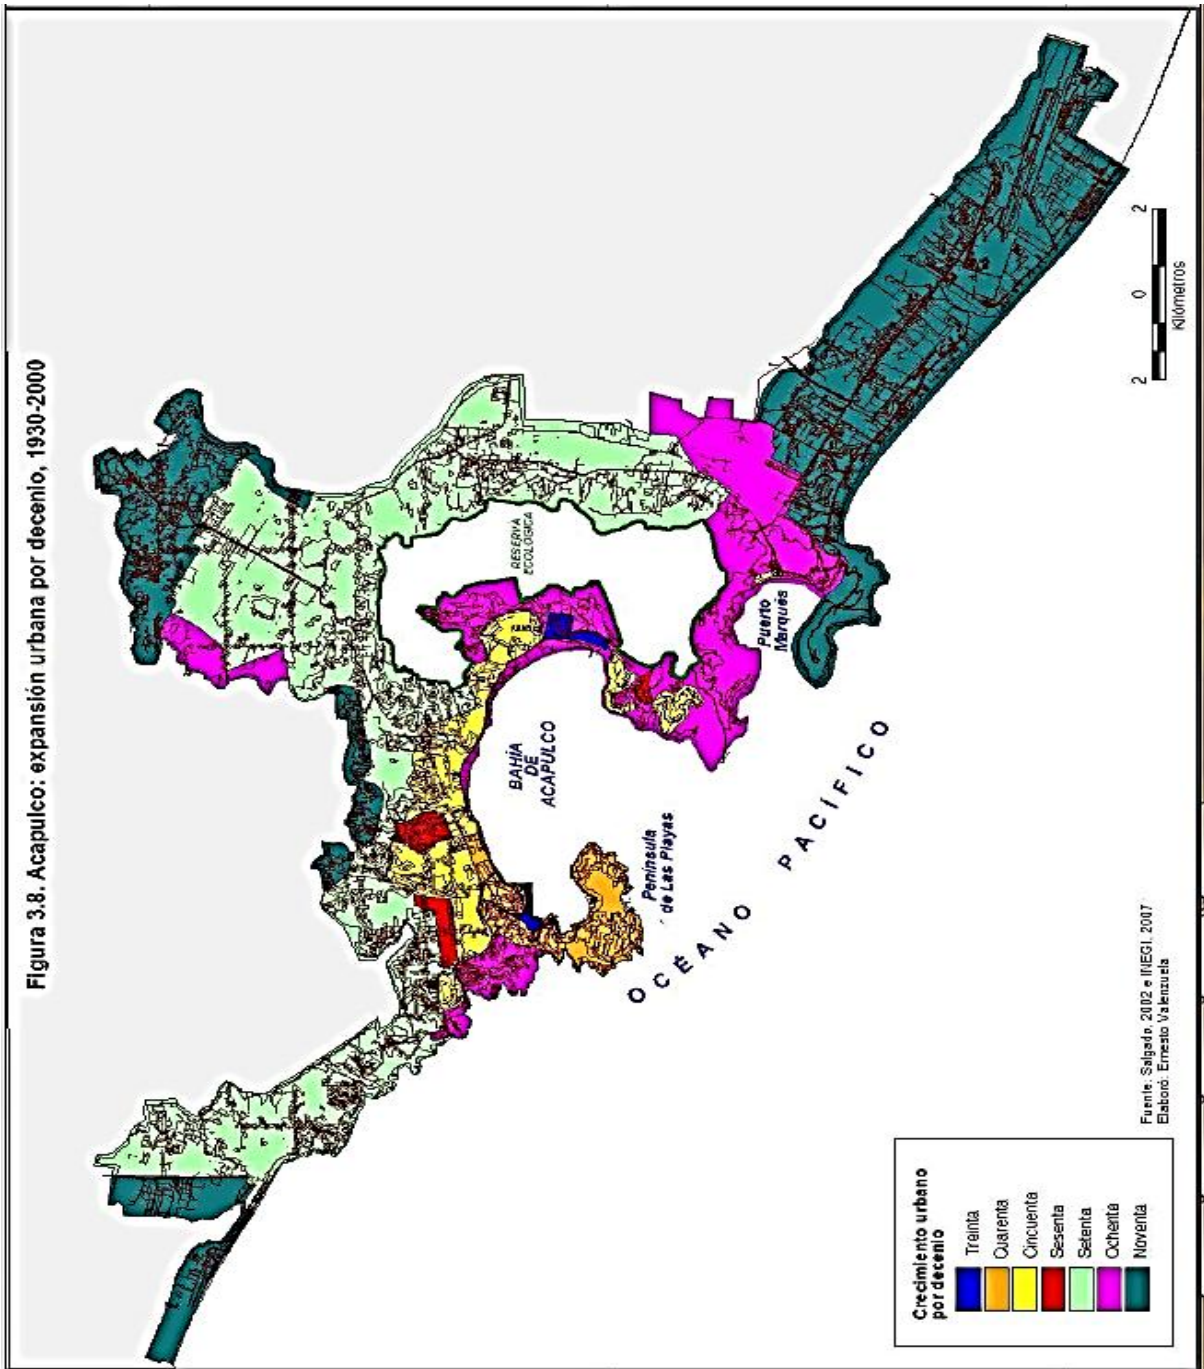 Figura 3.8. Acapulco: expansión urbana por decenio, 1930-2000
RESERVA
ECOLÓGICA
BAHÍA
DE
ACAPULCO
Puerto
Marqués
Península
de Las Playas
OCÉANO PACÍFICO
2 0 2
Kilómetros
Crecimiento urbano
por decenio
Treinta
Cuarenta
Cincuenta
Sesenta
Setenta
Ochenta
Noventa
Fuente: Salgado, 2002 e INEGI, 2007
Elaboró: Ernesto Valenzuela